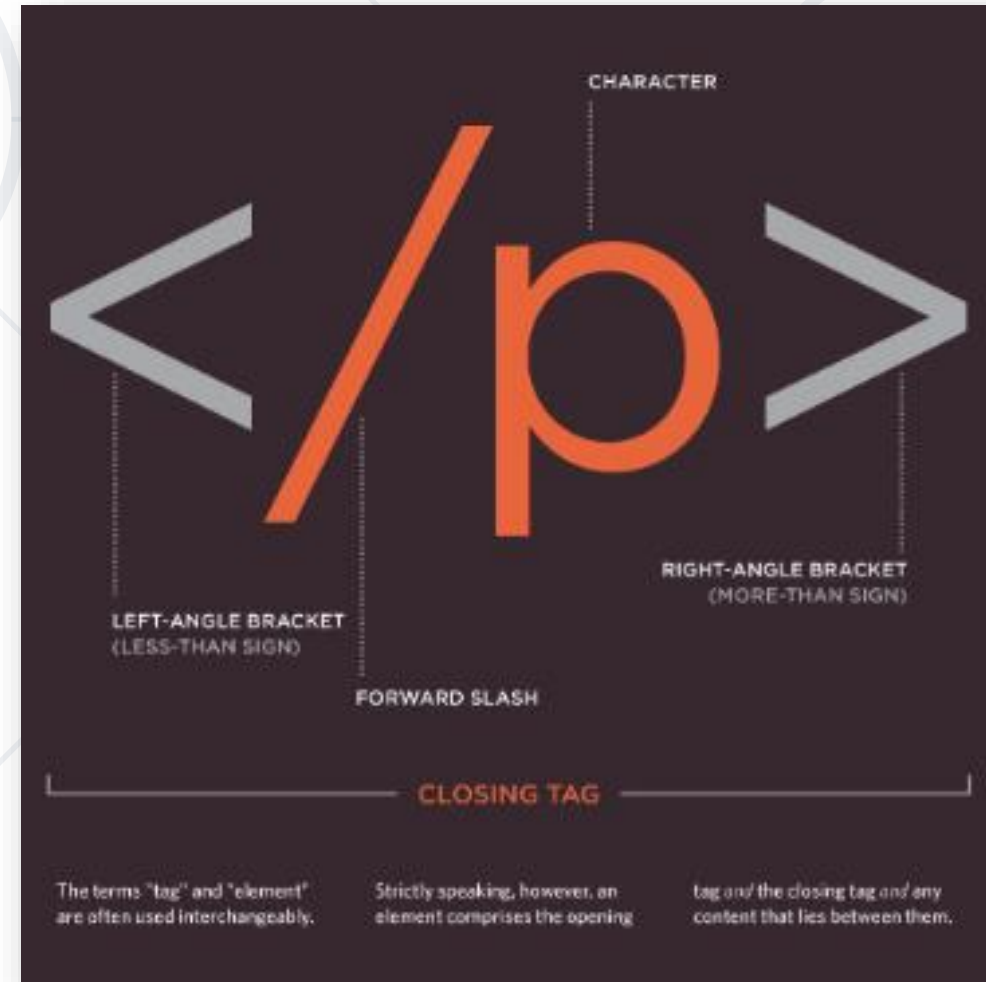 CHARACTER
</p>
RIGHT-ANGLE BRACKET
(MORE-THAN SIGN)
LEFT-ANGLE BRACKET
(LESS-THAN SIGN)
FORWARD SLASH
CLOSING TAG
The terms "tag" and "element"
are often used interchangeably.
Strictly speaking, however, an
element comprises the opening
tag and the closing tag and any
content that lies between them.